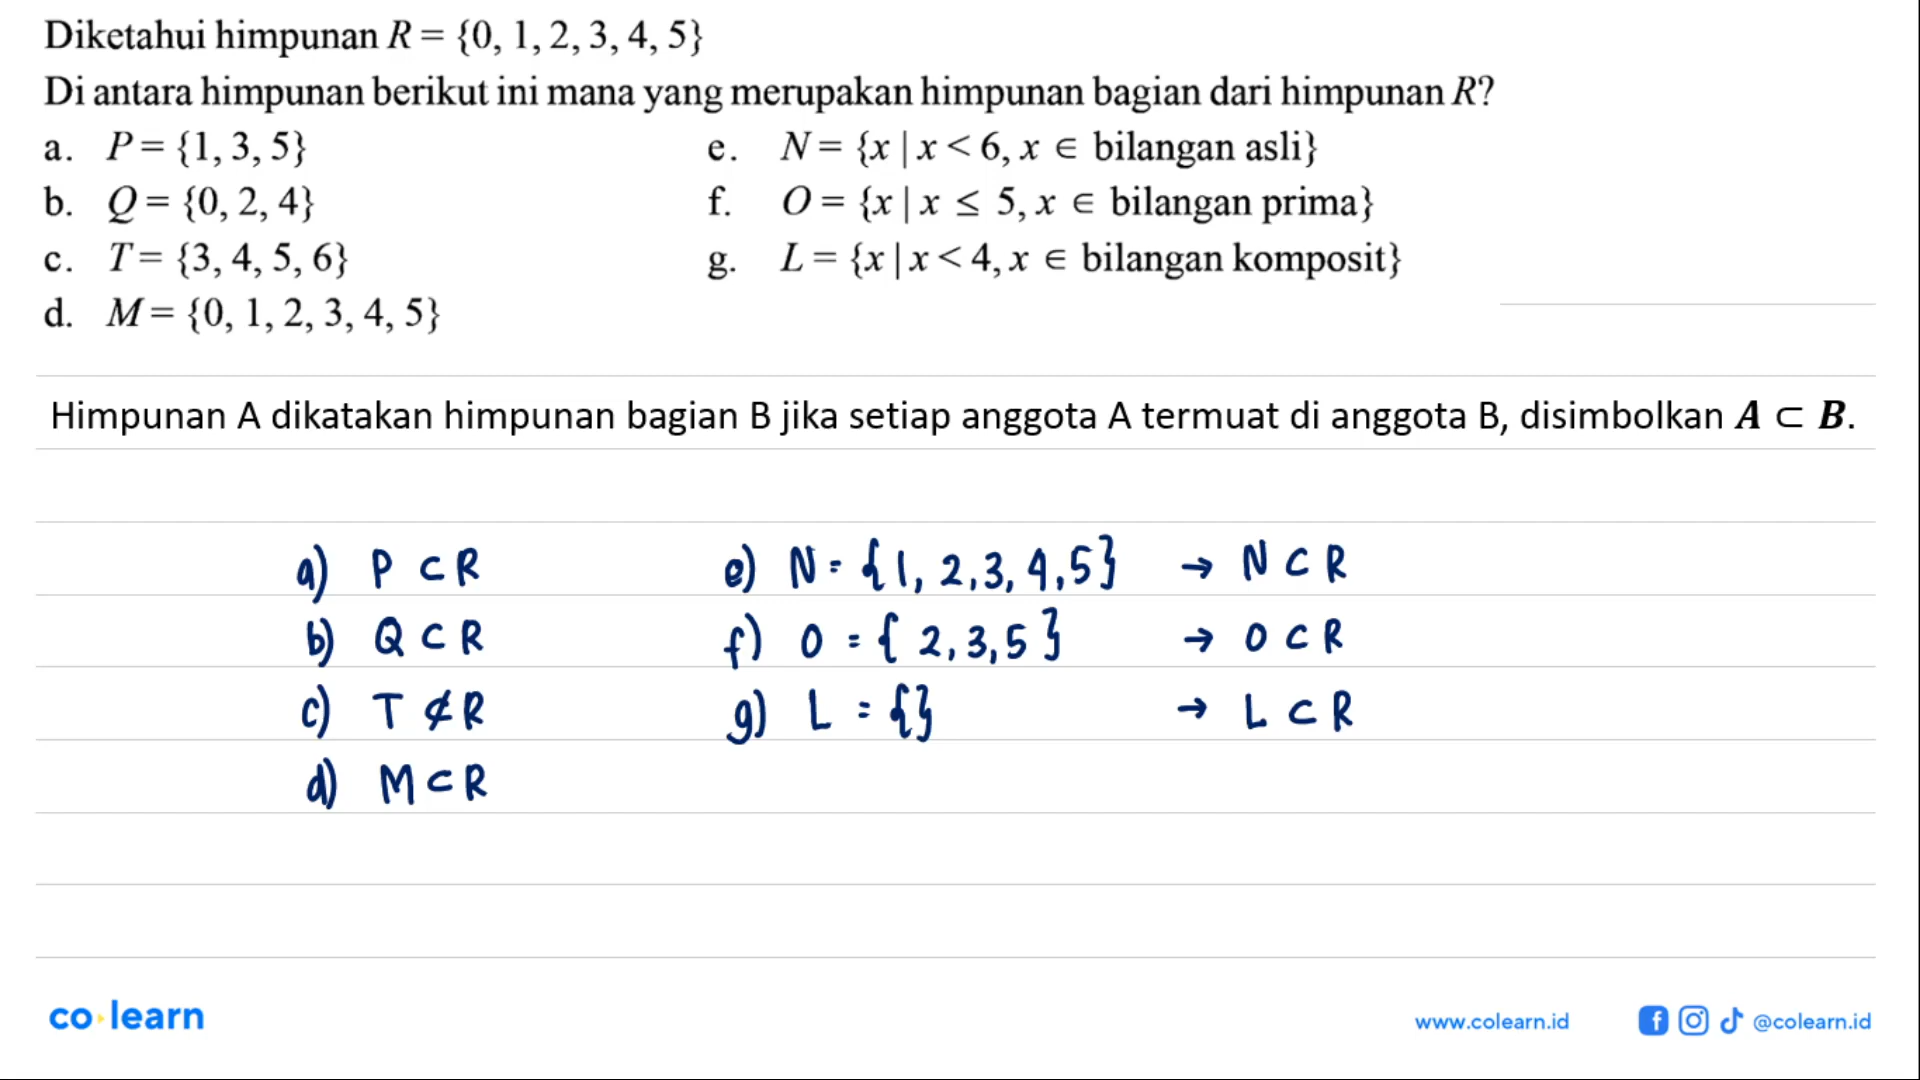 Diketahui himpunan R = {0, 1, 2, 3, 4, 5}
Di antara himpunan berikut ini mana yang merupakan himpunan bagian dari himpunan R?
a. P = {1, 3, 5}
b. Q = {0, 2, 4}
c. T = {3, 4, 5, 6}
d. M = {0, 1, 2, 3, 4, 5}
e. N = {x | x < 6, x ∈ bilangan asli}
f. O = {x | x ≤ 5, x ∈ bilangan prima}
g. L = {x | x < 4, x ∈ bilangan komposit}
Himpunan A dikatakan himpunan bagian B jika setiap anggota A termuat di anggota B, disimbolkan A ⊂ B.
a) P ⊂ R
b) Q ⊂ R
c) T ⊄ R
d) M ⊂ R
e) N = {1, 2, 3, 4, 5} → N ⊂ R
f) O = {2, 3, 5} → O ⊂ R
g) L = {} → L ⊂ R
co learn
www.colearn.id
@colearn.id